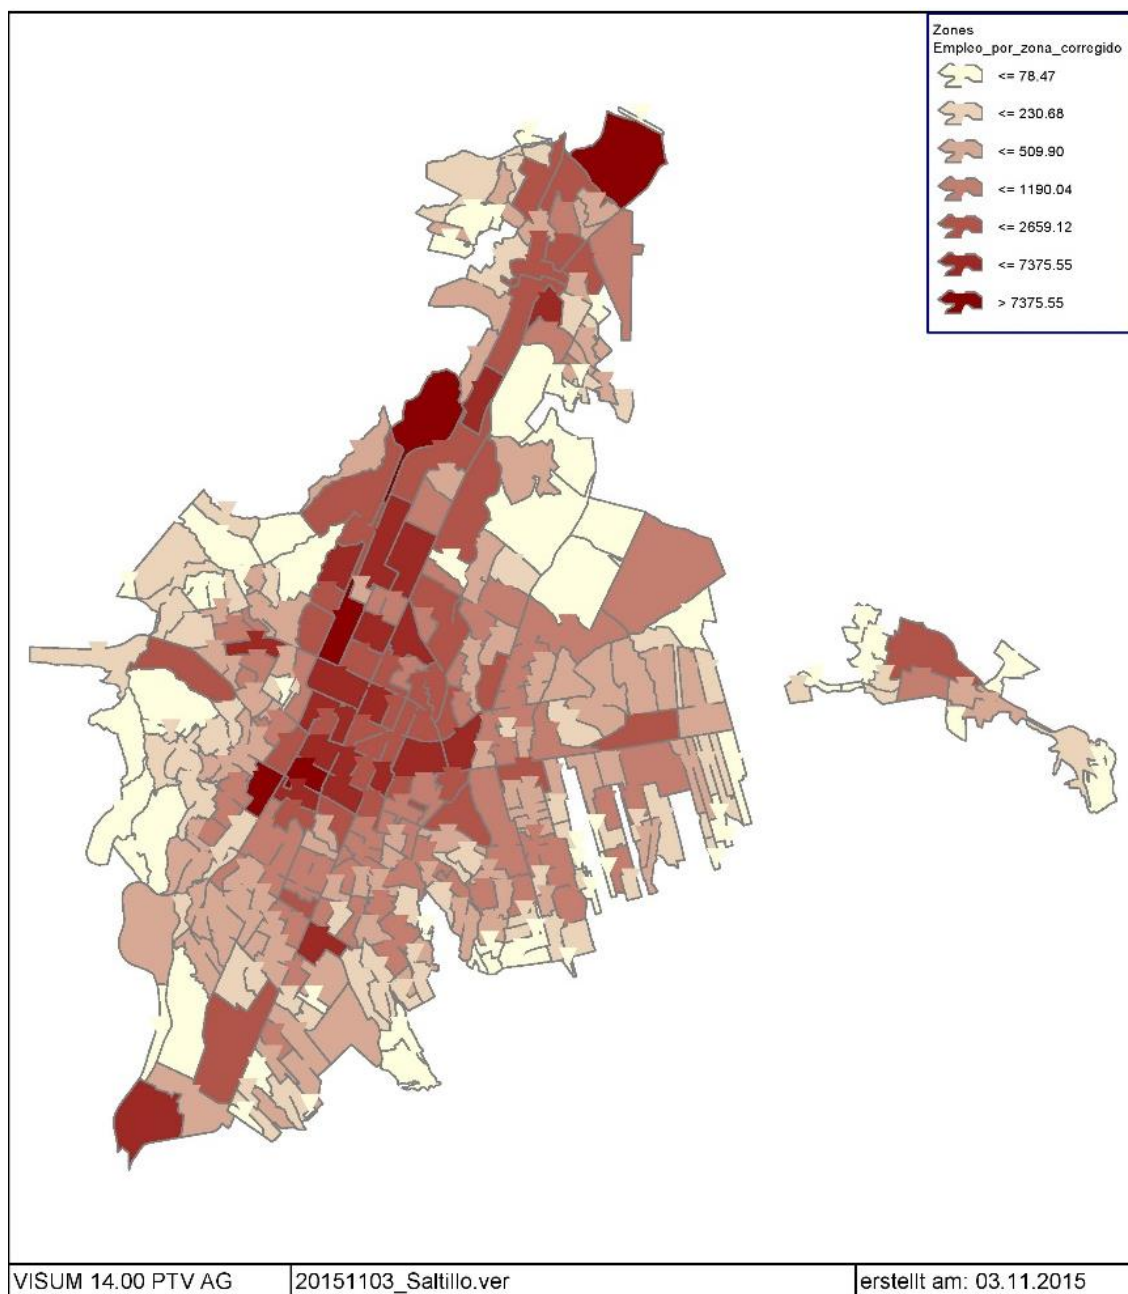 Zones
Empleo_por_zona_corregido
<= 78.47
<= 230.68
<= 509.90
<= 1190.04
<= 2659.12
<= 7375.55
> 7375.55
VISUM 14.00 PTV AG
20151103_Saltillo.ver
erstellt am: 03.11.2015